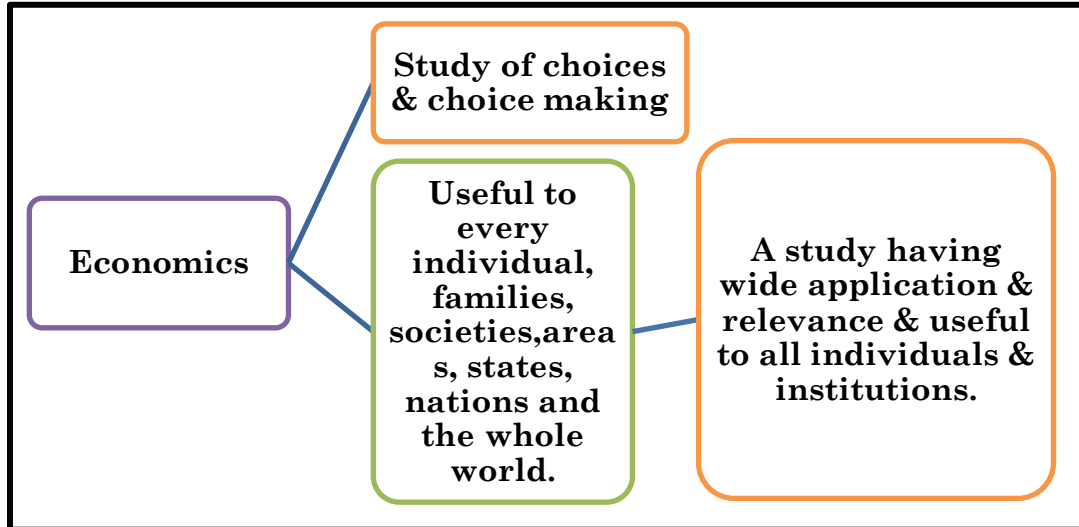 Economics
Study of choices
& choice making
Useful to
every
individual,
families,
societies,area
s, states,
nations and
the whole
world.
A study having
wide application &
relevance & useful
to all individuals &
institutions.